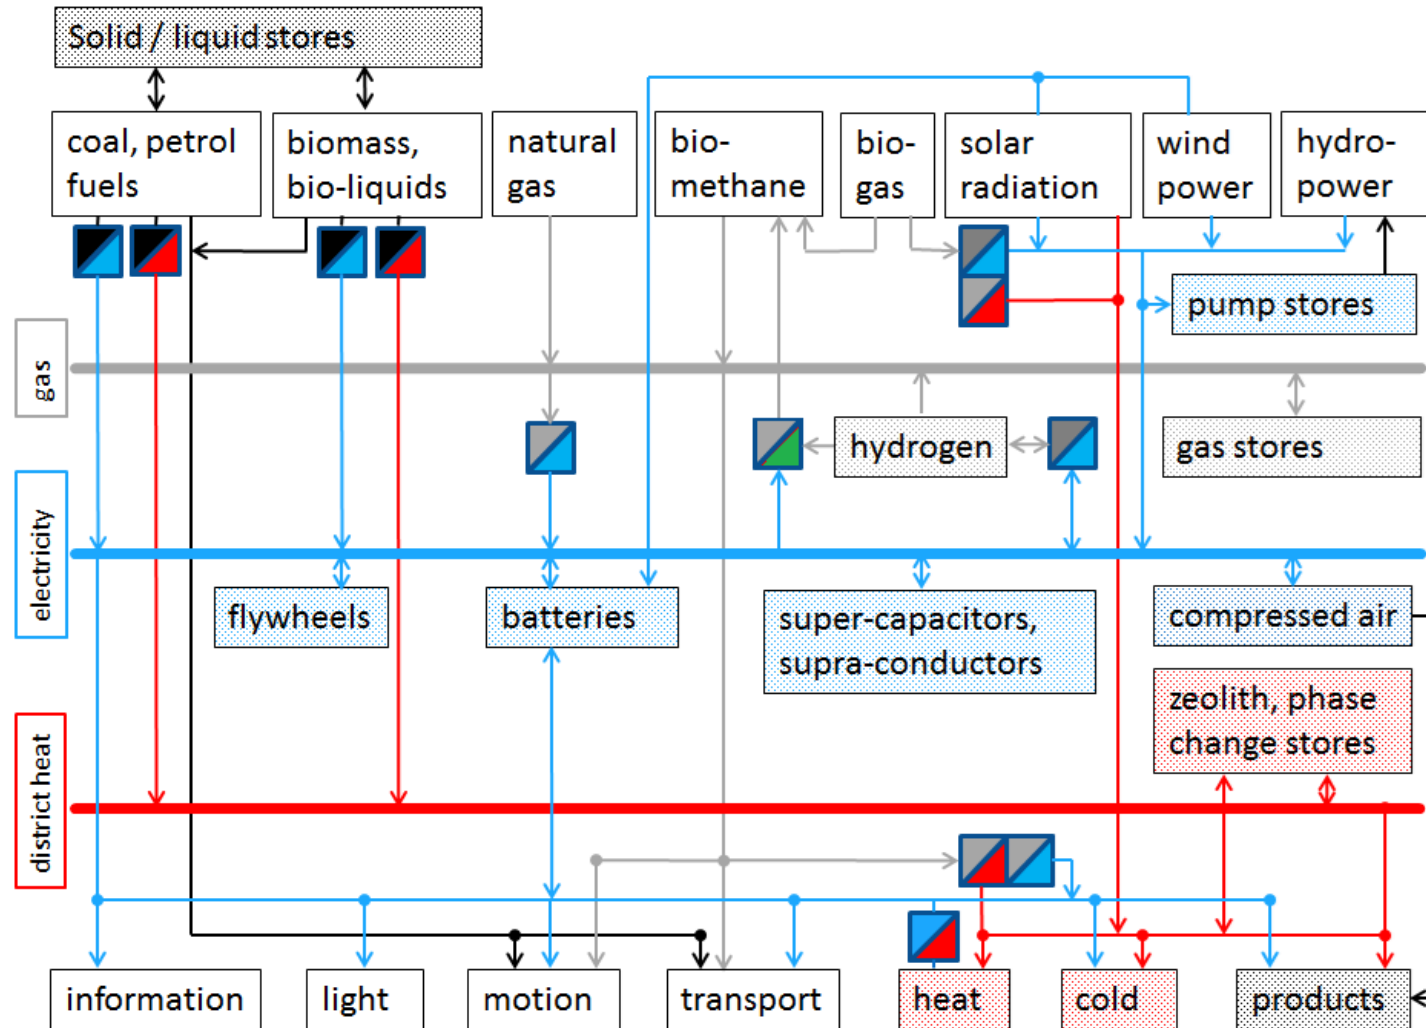 Solid / liquid stores
coal, petrol
fuels
biomass,
bio-liquids
natural
gas
bio-
methane
bio-
gas
solar
radiation
wind
power
hydro-
power
pump stores
gas
hydrogen
gas stores
electricity
flywheels
batteries
super-capacitors,
supra-conductors
compressed air
zeolith, phase
change stores
district heat
information
light
motion
transport
heat
cold
products